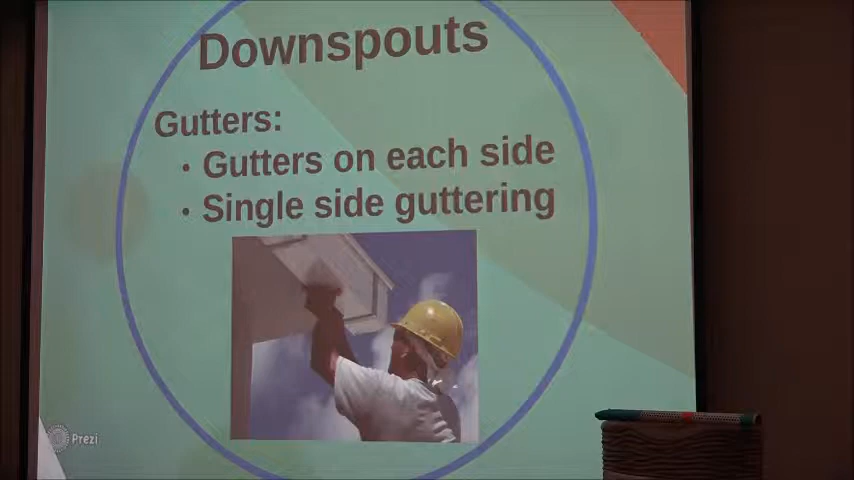 Downspouts
Gutters:
• Gutters on each side
• Single side guttering
Prezi